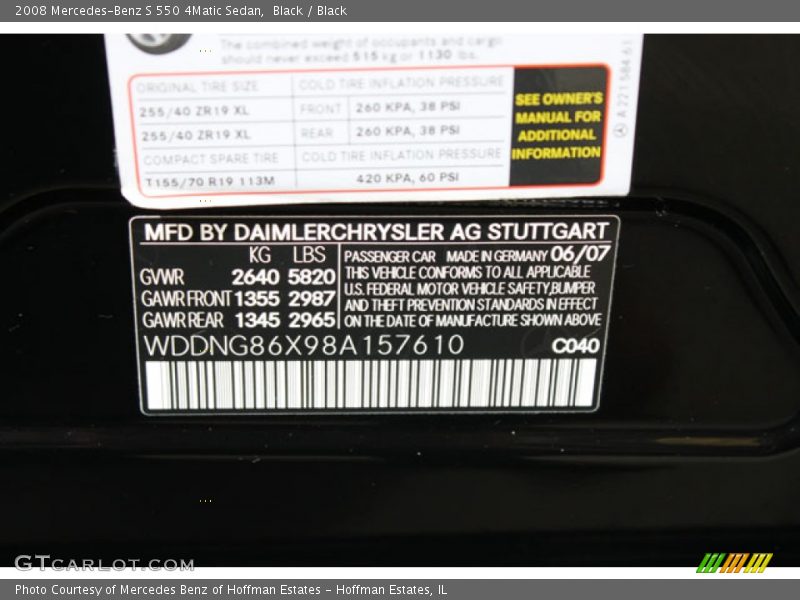 2008 Mercedes-Benz S 550 4Matic Sedan, Black / Black
The combined weight of occupants and cargo
should never exceed 515 kg or 1130 lbs.
ORIGINAL TIRE SIZE COLD TIRE INFLATION PRESSURE
255/40 ZR19 XL FRONT 260 KPA, 38 PSI
255/40 ZR19 XL REAR 260 KPA, 38 PSI
COMPACT SPARE TIRE COLD TIRE INFLATION PRESSURE
T155/70 R19 113M 420 KPA, 60 PSI
SEE OWNER'S
MANUAL FOR
ADDITIONAL
INFORMATION
A 221 584 61
MFD BY DAIMLERCHRYSLER AG STUTTGART
KG LBS
GVWR 2640 5820
GAWR FRONT 1355 2987
GAWR REAR 1345 2965
PASSENGER CAR MADE IN GERMANY 06/07
THIS VEHICLE CONFORMS TO ALL APPLICABLE
U.S. FEDERAL MOTOR VEHICLE SAFETY,BUMPER
AND THEFT PREVENTION STANDARDS IN EFFECT
ON THE DATE OF MANUFACTURE SHOWN ABOVE
WDDNG86X98A157610 C040
GTCARLOT.COM
Photo Courtesy of Mercedes Benz of Hoffman Estates - Hoffman Estates, IL